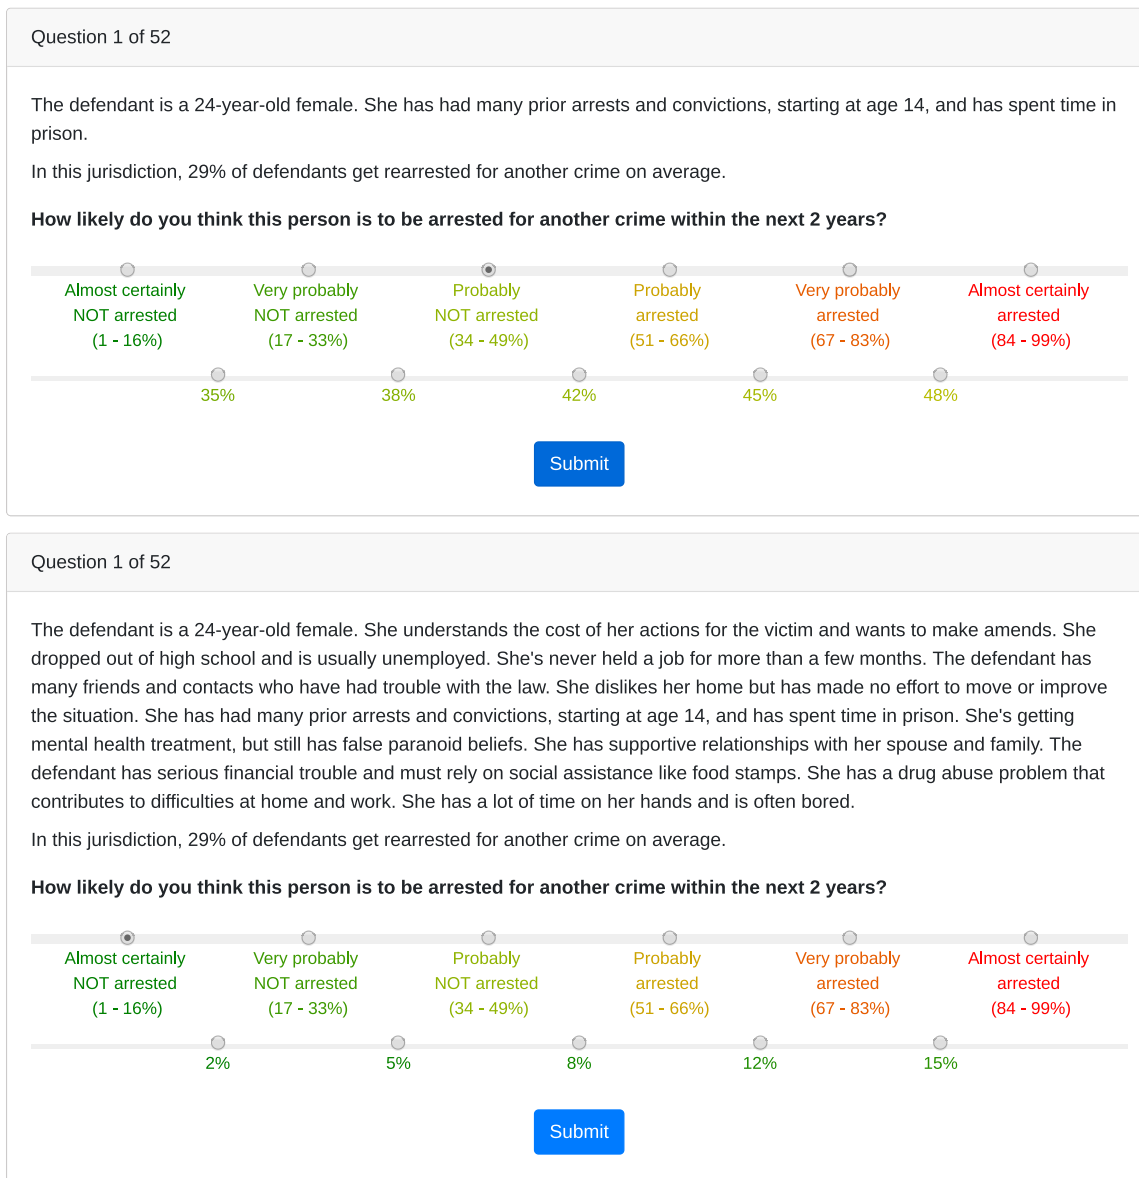 Question 1 of 52
The defendant is a 24-year-old female. She has had many prior arrests and convictions, starting at age 14, and has spent time in
prison.
In this jurisdiction, 29% of defendants get rearrested for another crime on average.
How likely do you think this person is to be arrested for another crime within the next 2 years?
Almost certainly Very probably Probably Probably Very probably Almost certainly
NOT arrested NOT arrested NOT arrested arrested arrested arrested
(1 - 16%) (17 - 33%) (34 - 49%) (51 - 66%) (67 - 83%) (84 - 99%)
35% 38% 42% 45% 48%
Submit
Question 1 of 52
The defendant is a 24-year-old female. She understands the cost of her actions for the victim and wants to make amends. She
dropped out of high school and is usually unemployed. She's never held a job for more than a few months. The defendant has
many friends and contacts who have had trouble with the law. She dislikes her home but has made no effort to move or improve
the situation. She has had many prior arrests and convictions, starting at age 14, and has spent time in prison. She's getting
mental health treatment, but still has false paranoid beliefs. She has supportive relationships with her spouse and family. The
defendant has serious financial trouble and must rely on social assistance like food stamps. She has a drug abuse problem that
contributes to difficulties at home and work. She has a lot of time on her hands and is often bored.
In this jurisdiction, 29% of defendants get rearrested for another crime on average.
How likely do you think this person is to be arrested for another crime within the next 2 years?
Almost certainly Very probably Probably Probably Very probably Almost certainly
NOT arrested NOT arrested NOT arrested arrested arrested arrested
(1 - 16%) (17 - 33%) (34 - 49%) (51 - 66%) (67 - 83%) (84 - 99%)
2% 5% 8% 12% 15%
Submit